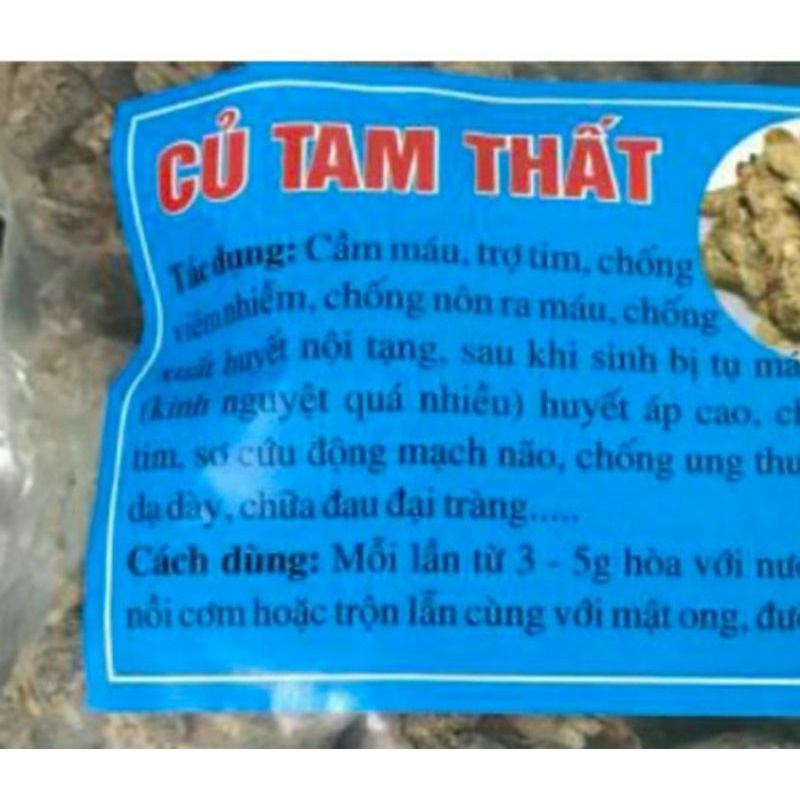 CỦ TAM THẤT
Tác dụng: Cầm máu, trợ tim, chống
viêm nhiễm, chống nôn ra máu, chống
xuất huyết nội tạng, sau khi sinh bị tụ
(kinh nguyệt quá nhiều) huyết áp cao,
tim, sơ cứu động mạch não, chống ung thư
dạ dày, chữa đau đại tràng.....
Cách dùng: Mỗi lần từ 3 - 5g hòa với
nồi cơm hoặc trộn lẫn cùng với mật ong,